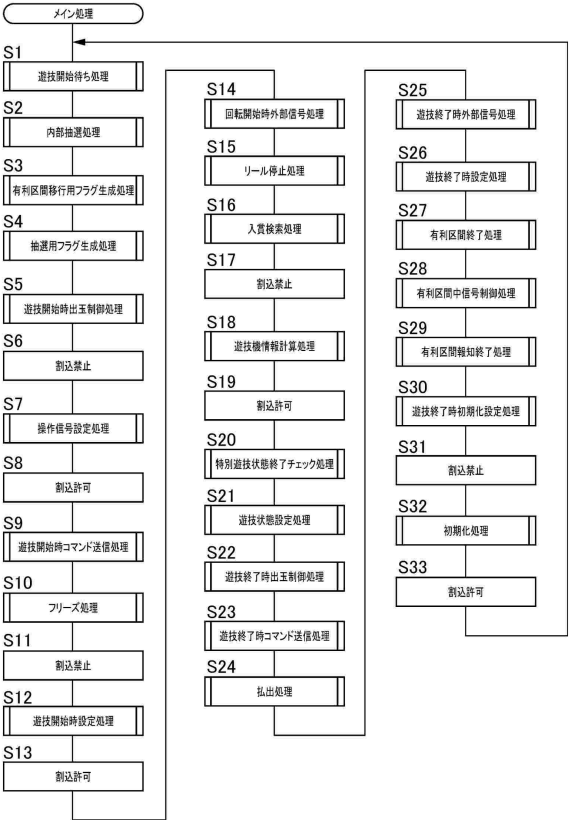 メイン処理
S1
遊技開始待ち処理
S2
内部抽選処理
S3
有利区間移行用フラグ生成処理
S4
抽選用フラグ生成処理
S5
遊技開始時出玉制御処理
S6
割込禁止
S7
操作信号設定処理
S8
割込許可
S9
遊技開始時コマンド送信処理
S10
フリーズ処理
S11
割込禁止
S12
遊技開始時設定処理
S13
割込許可
S14
回転開始時外部信号処理
S15
リール停止処理
S16
入賞検索処理
S17
割込禁止
S18
遊技機情報計算処理
S19
割込許可
S20
特別遊技状態終了チェック処理
S21
遊技状態設定処理
S22
遊技終了時出玉制御処理
S23
遊技終了時コマンド送信処理
S24
払出処理
S25
遊技終了時外部信号処理
S26
遊技終了時設定処理
S27
有利区間終了処理
S28
有利区間中信号制御処理
S29
有利区間報知終了処理
S30
遊技終了時初期化設定処理
S31
割込禁止
S32
初期化処理
S33
割込許可